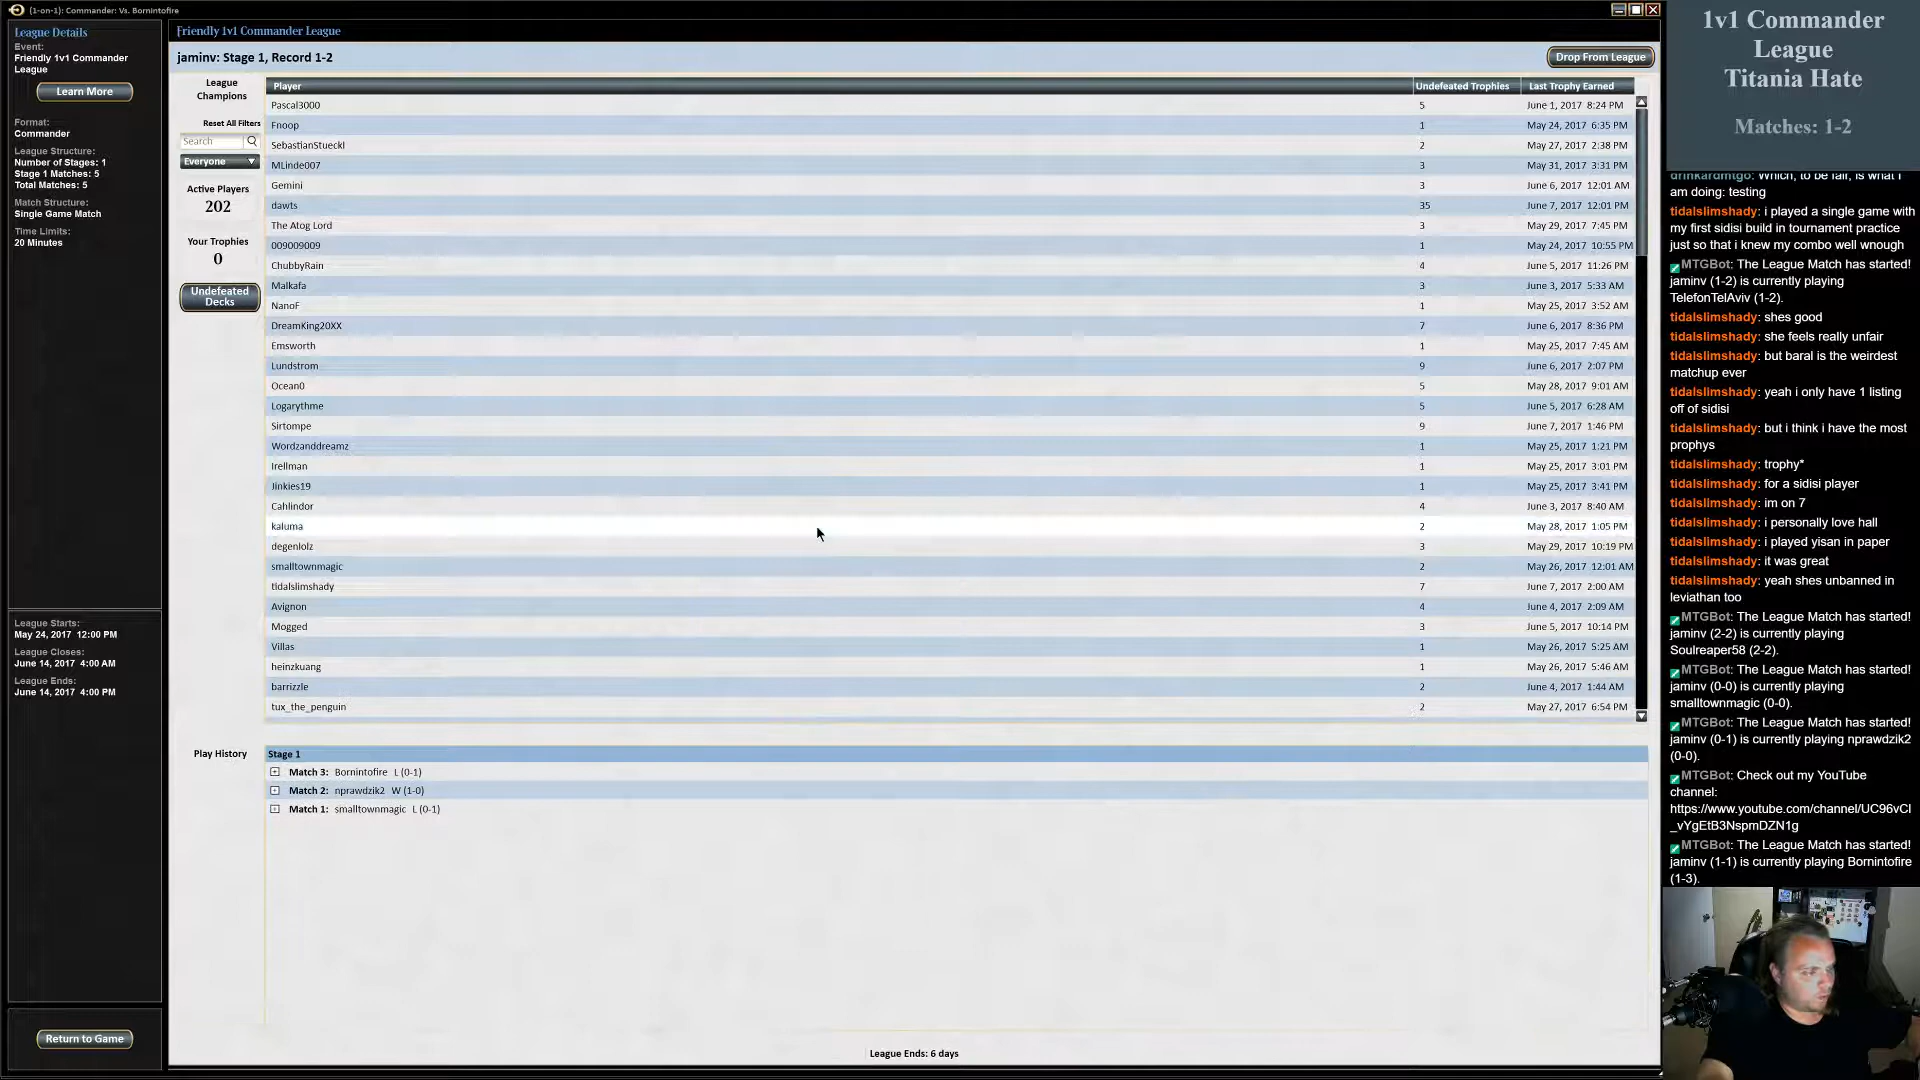 (1-on-1): Commander: Vs. Bornintofire
League Details
Event:
Friendly 1v1 Commander
League
Learn More
Format:
Commander
League Structure:
Number of Stages: 1
Stage 1 Matches: 5
Total Matches: 5
Match Structure:
Single Game Match
Time Limits:
20 Minutes
League Starts:
May 24, 2017 12:00 PM
League Closes:
June 14, 2017 4:00 AM
League Ends:
June 14, 2017 4:00 PM
Return to Game
Friendly 1v1 Commander League
jaminv: Stage 1, Record 1-2
Drop From League
League
Champions
Reset All Filters
Search
Everyone
Active Players
202
Your Trophies
0
Undefeated
Decks
Player Undefeated Trophies Last Trophy Earned
Pascal3000 5 June 1, 2017 8:24 PM
Fnoop 1 May 24, 2017 6:35 PM
SebastianStueckl 2 May 27, 2017 2:38 PM
MLinde007 3 May 31, 2017 3:31 PM
Gemini 3 June 6, 2017 12:01 AM
dawts 35 June 7, 2017 12:01 PM
The Atog Lord 3 May 29, 2017 7:45 PM
009009009 1 May 24, 2017 10:55 PM
ChubbyRain 4 June 5, 2017 11:26 PM
Malkafa 3 June 3, 2017 5:33 AM
NanoF 1 May 25, 2017 3:52 AM
DreamKing20XX 7 June 6, 2017 8:36 PM
Emsworth 1 May 25, 2017 7:45 AM
Lundstrom 9 June 6, 2017 2:07 PM
Ocean0 5 May 28, 2017 9:01 AM
Logarythme 5 June 5, 2017 6:28 AM
Sirtompe 9 June 7, 2017 1:46 PM
Wordzanddreamz 1 May 25, 2017 1:21 PM
Irellman 1 May 25, 2017 3:01 PM
Jinkies19 1 May 25, 2017 3:41 PM
Cahlindor 4 June 3, 2017 8:40 AM
kaluma 2 May 28, 2017 1:05 PM
degenlolz 3 May 29, 2017 10:19 PM
smalltownmagic 2 May 26, 2017 12:01 AM
tidalslimshady 7 June 7, 2017 2:00 AM
Avignon 4 June 4, 2017 2:09 AM
Mogged 3 June 5, 2017 10:14 PM
Villas 1 May 26, 2017 5:25 AM
heinzkuang 1 May 26, 2017 5:46 AM
barrizzle 2 June 4, 2017 1:44 AM
tux_the_penguin 2 May 27, 2017 6:54 PM
Play History
Stage 1
Match 3: Bornintofire L (0-1)
Match 2: nprawdzik2 W (1-0)
Match 1: smalltownmagic L (0-1)
League Ends: 6 days
1v1 Commander
League
Titania Hate
Matches: 1-2
drinkardmtgo: Which, to be fair, is what I
am doing: testing
tidalslimshady: i played a single game with
my first sidisi build in tournament practice
just so that i knew my combo well wnough
MTGBot: The League Match has started!
jaminv (1-2) is currently playing
TelefonTelAviv (1-2).
tidalslimshady: shes good
tidalslimshady: she feels really unfair
tidalslimshady: but baral is the weirdest
matchup ever
tidalslimshady: yeah i only have 1 listing
off of sidisi
tidalslimshady: but i think i have the most
prophys
tidalslimshady: trophy*
tidalslimshady: for a sidisi player
tidalslimshady: im on 7
tidalslimshady: i personally love hall
tidalslimshady: i played yisan in paper
tidalslimshady: it was great
tidalslimshady: yeah shes unbanned in
leviathan too
MTGBot: The League Match has started!
jaminv (2-2) is currently playing
Soulreaper58 (2-2).
MTGBot: The League Match has started!
jaminv (0-0) is currently playing
smalltownmagic (0-0).
MTGBot: The League Match has started!
jaminv (0-1) is currently playing nprawdzik2
(0-0).
MTGBot: Check out my YouTube
channel:
https://www.youtube.com/channel/UC96vCl
_vYgEtB3NspmDZN1g
MTGBot: The League Match has started!
jaminv (1-1) is currently playing Bornintofire
(1-3).